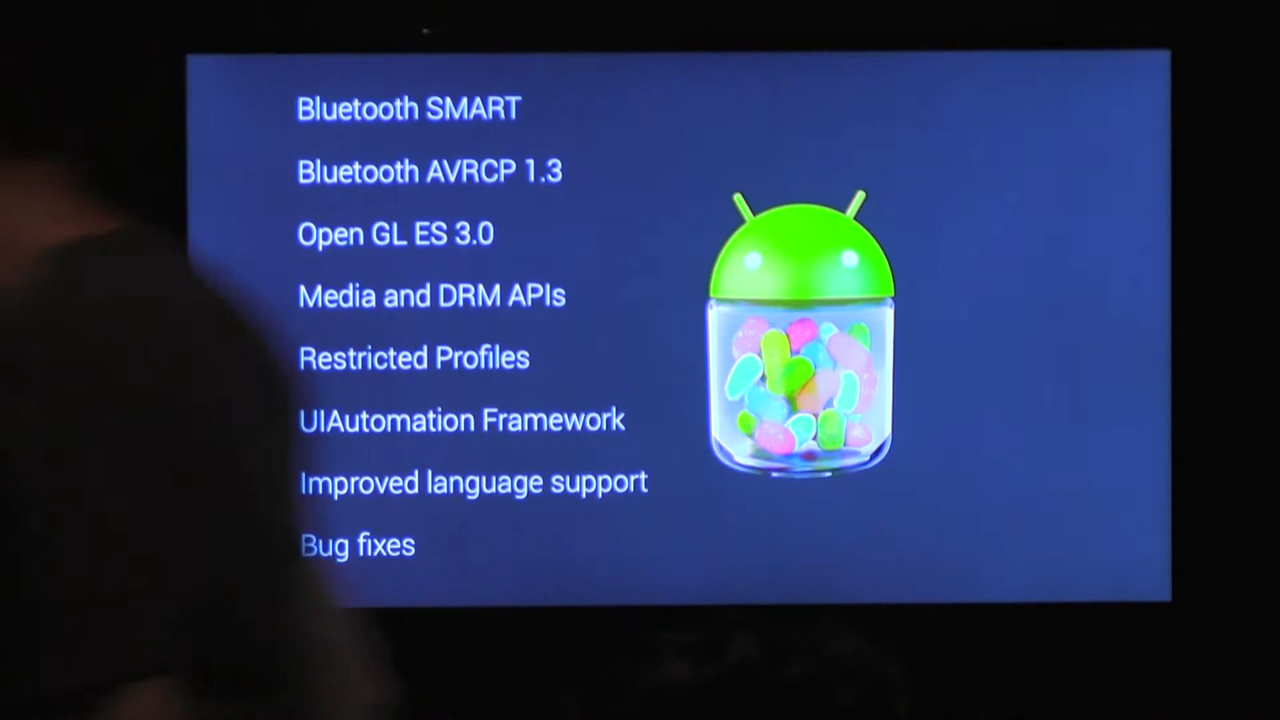 Bluetooth SMART
Bluetooth AVRCP 1.3
Open GL ES 3.0
Media and DRM APIs
Restricted Profiles
UIAutomation Framework
Improved language support
Bug fixes